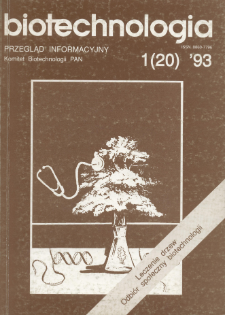 biotechnologia
PRZEGLĄD INFORMACYJNY
Komitet Biotechnologii PAN
1(20) '93
Leczenie drzew
Odbiór społeczny biotechnologii